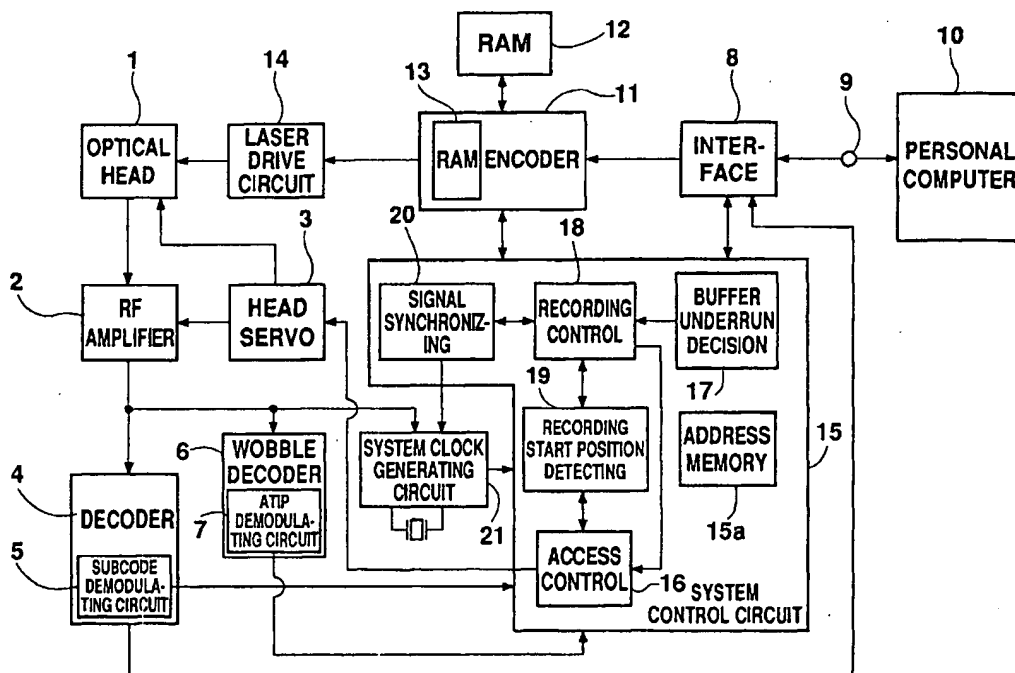 RAM
12
1
14
13
11
8
9
10
OPTICAL
HEAD
LASER
DRIVE
CIRCUIT
RAM
ENCODER
INTER-
FACE
PERSONAL
COMPUTER
3
20
18
2
RF
AMPLIFIER
HEAD
SERVO
SIGNAL
SYNCHRONIZ-
ING
RECORDING
CONTROL
BUFFER
UNDERRUN
DECISION
17
19
6
WOBBLE
DECODER
SYSTEM CLOCK
GENERATING
CIRCUIT
RECORDING
START POSITION
DETECTING
ADDRESS
MEMORY
15
4
DECODER
7
ATIP
DEMODULA-
TING CIRCUIT
21
15a
5
SUBCODE
DEMODULA-
TING CIRCUIT
ACCESS
CONTROL
16
SYSTEM
CONTROL CIRCUIT